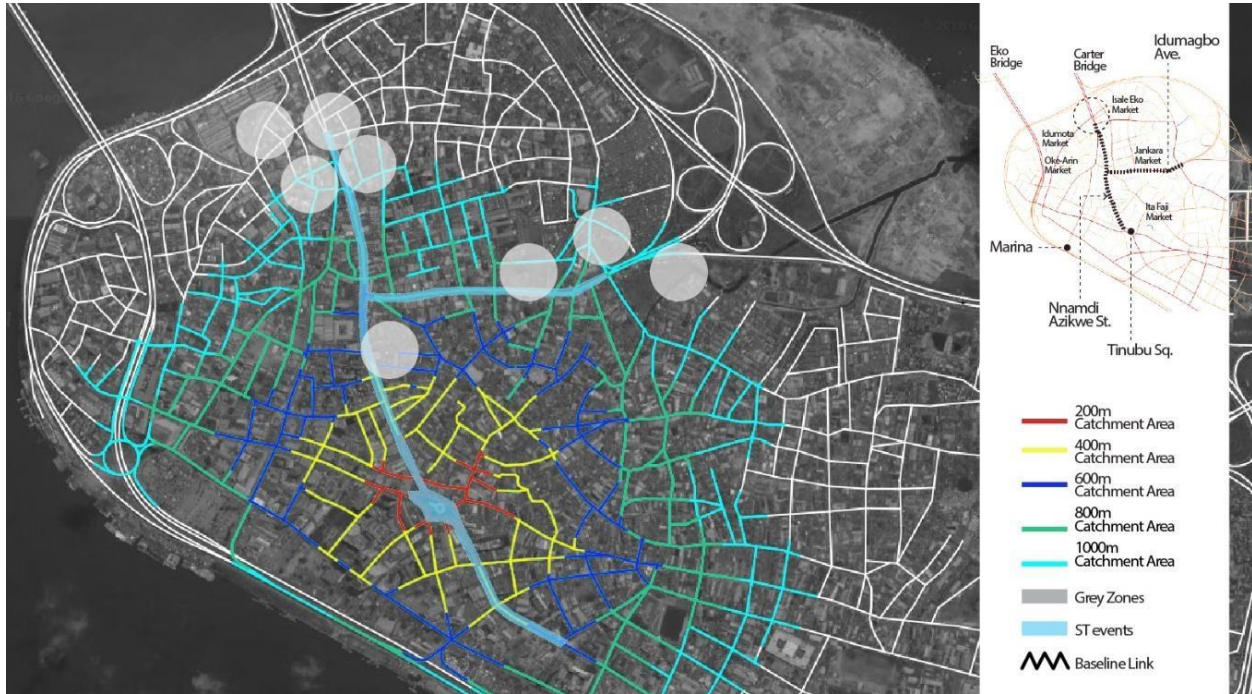 Eko
Bridge
Carter
Bridge
Idumagbo
Ave.
Isale Eko
Market
Idumota
Market
Jankara
Market
Oke-Arin
Market
Ita Faji
Market
Marina
Nnamdi
Azikwe St.
Tinubu Sq.
200m
Catchment Area
400m
Catchment Area
600m
Catchment Area
800m
Catchment Area
1000m
Catchment Area
Grey Zones
ST events
Baseline Link